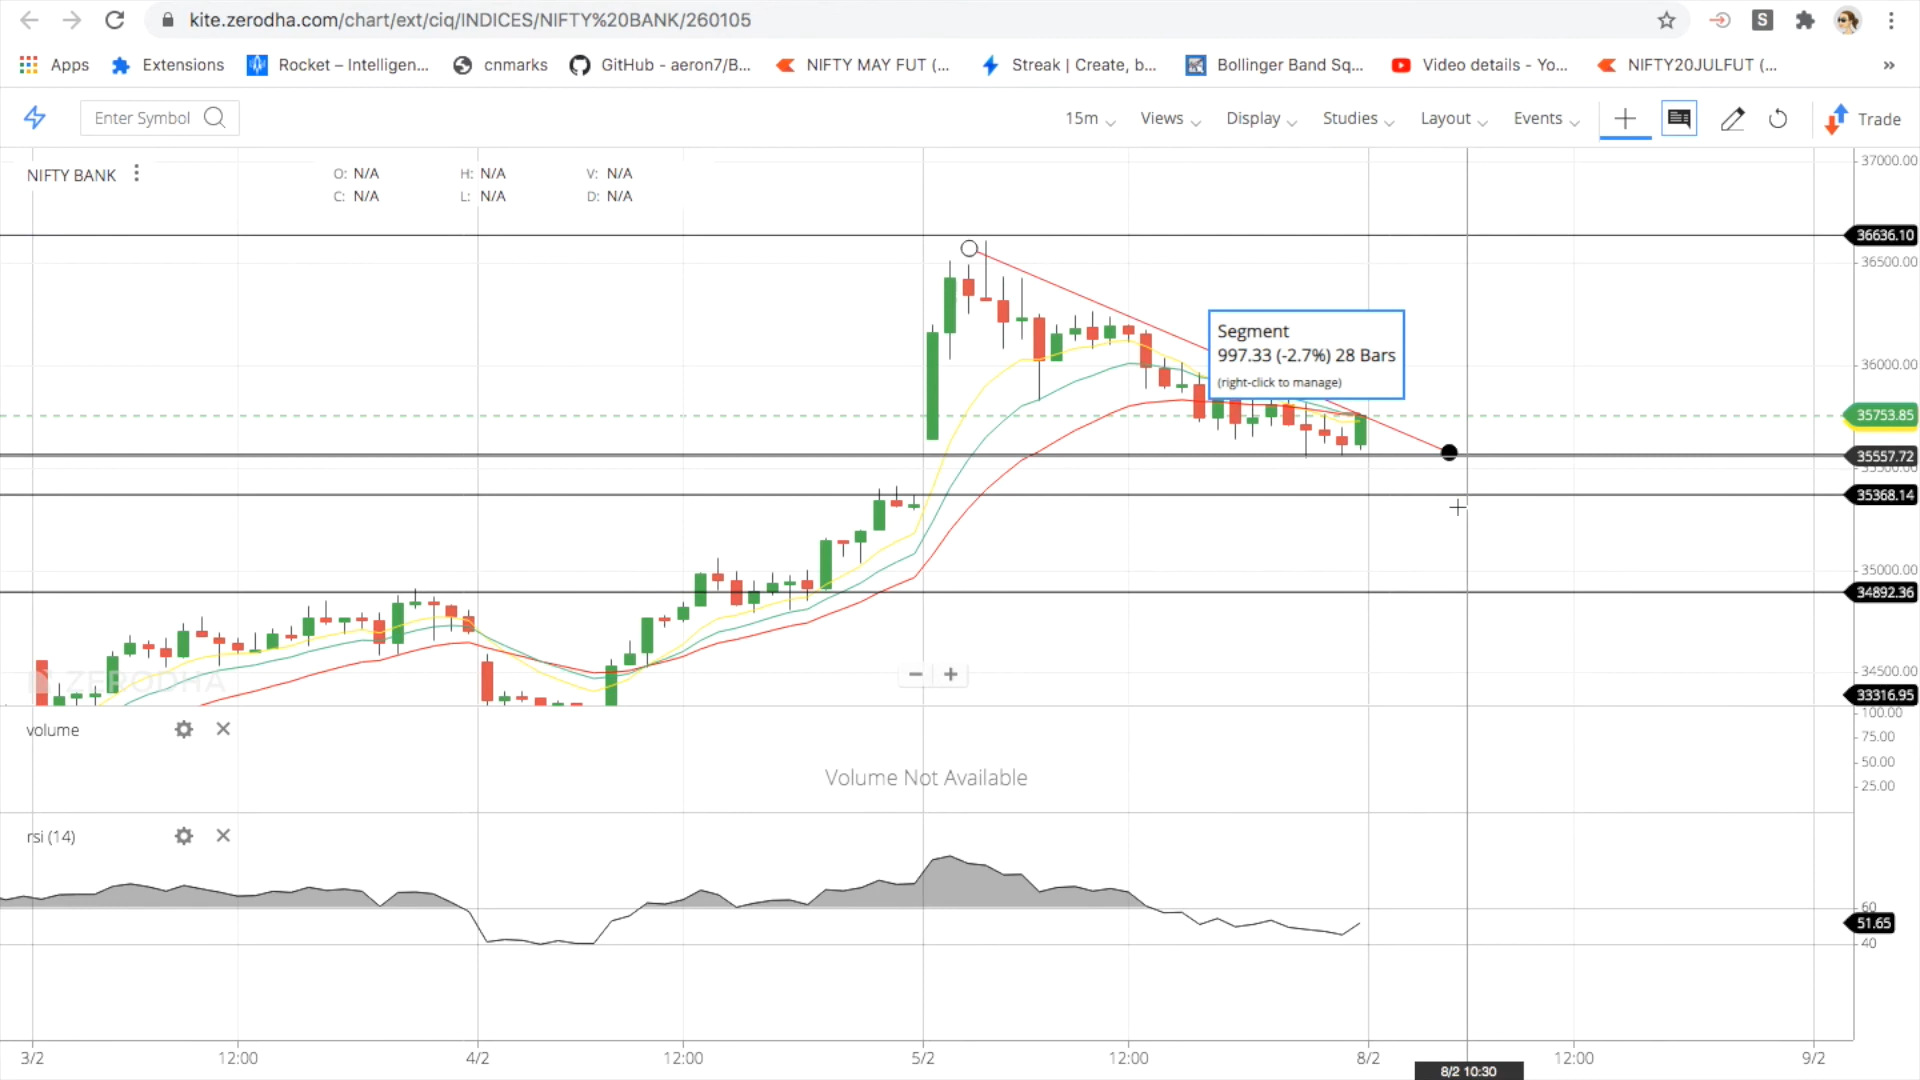 kite.zerodha.com/chart/ext/ciq/INDICES/NIFTY%20BANK/260105
S
Apps Extensions Rocket – Intelligen... cnmarks GitHub - aeron7/B... NIFTY MAY FUT (... Streak | Create, b... Bollinger Band Sq... Video details - Yo... NIFTY20JULFUT (... »
Enter Symbol 15m Views Display Studies Layout Events Trade
NIFTY BANK
O: N/A H: N/A V: N/A
C: N/A L: N/A D: N/A
37000.00
36636.10
36500.00
Segment
997.33 (-2.7%) 28 Bars
(right-click to manage)
36000.00
35753.85
35557.72
35500.00
35368.14
35000.00
34892.36
34500.00
ZERODHA
33316.95
volume
100.00
75.00
50.00
25.00
Volume Not Available
rsi (14)
60
51.65
40
3/2 12:00 4/2 12:00 5/2 12:00 8/2 12:00 9/2
8/2 10:30